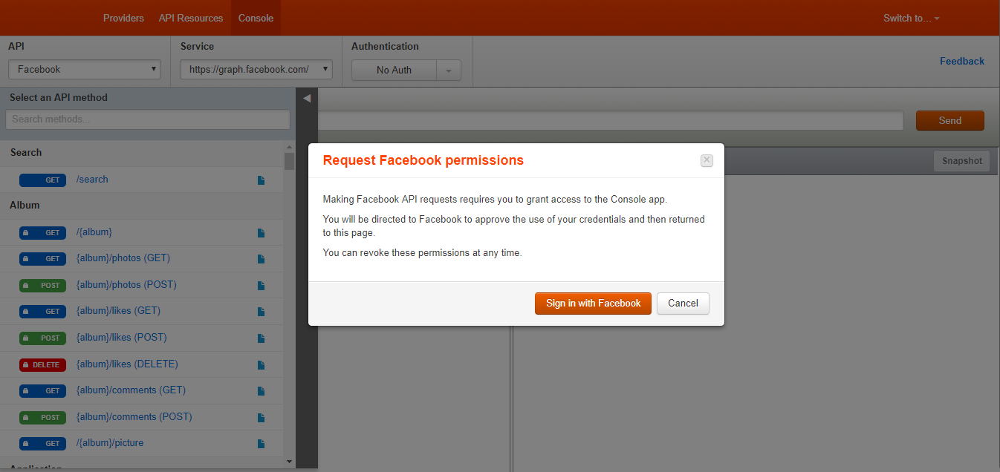 Providers API Resources Console Switch to...
API Service Authentication
Facebook https://graph.facebook.com/ No Auth Feedback
Select an API method
Search methods...
Send
Search
Snapshot
GET /search
Album
GET /{album}
GET {album}/photos (GET)
POST {album}/photos (POST)
GET {album}/likes (GET)
POST {album}/likes (POST)
DELETE {album}/likes (DELETE)
GET {album}/comments (GET)
POST {album}/comments (POST)
GET /{album}/picture
Application
Request Facebook permissions
Making Facebook API requests requires you to grant access to the Console app.
You will be directed to Facebook to approve the use of your credentials and then returned
to this page.
You can revoke these permissions at any time.
Sign in with Facebook Cancel